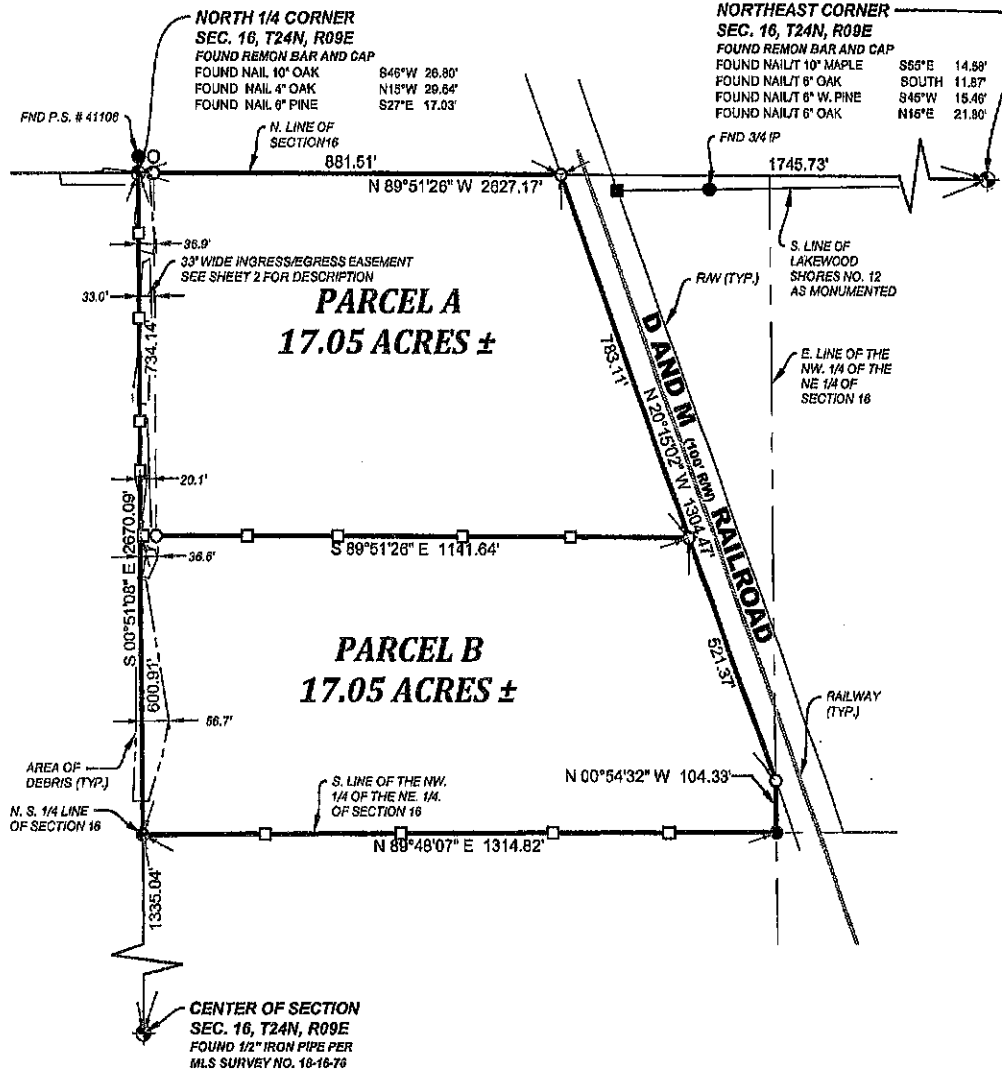 NORTH 1/4 CORNER
SEC. 16, T24N, R09E
FOUND REMON BAR AND CAP
FOUND NAIL 10" OAK S46°W 26.80'
FOUND NAIL 4" OAK N15°W 29.64'
FOUND NAIL 6" PINE S27°E 17.03'
NORTHEAST CORNER
SEC. 16, T24N, R09E
FOUND REMON BAR AND CAP
FOUND NAIL/T 10" MAPLE S55°E 14.58'
FOUND NAIL/T 6" OAK SOUTH 11.87'
FOUND NAIL/T 6" W. PINE S45°W 15.46'
FOUND NAIL/T 6" OAK N16°E 21.80'
FND P.S. # 41106
N. LINE OF
SECTION16
FND 3/4 IP
881.51'
1745.73'
N 89°51'26" W 2627.17'
36.9'
33' WIDE INGRESS/EGRESS EASEMENT
SEE SHEET 2 FOR DESCRIPTION
33.0'
S. LINE OF
LAKEWOOD
SHORES NO. 12
AS MONUMENTED
R/W (TYP.)
PARCEL A
17.05 ACRES ±
734.14'
783.11'
D AND M (100' R/W) RAILROAD
N 20°15'02" W 1304.47'
E. LINE OF THE
NW. 1/4 OF THE
NE 1/4 OF
SECTION 16
20.1'
S 89°51'26" E 1141.64'
36.6'
S 00°51'08" E 2670.09'
PARCEL B
17.05 ACRES ±
600.91'
521.37'
66.7'
RAILWAY
(TYP.)
AREA OF
DEBRIS (TYP.)
S. LINE OF THE NW.
1/4 OF THE NE. 1/4.
OF SECTION 16
N 00°54'32" W 104.33'
N. S. 1/4 LINE
OF SECTION 16
N 89°48'07" E 1314.82'
1335.04'
CENTER OF SECTION
SEC. 16, T24N, R09E
FOUND 1/2" IRON PIPE PER
MLS SURVEY NO. 18-16-76